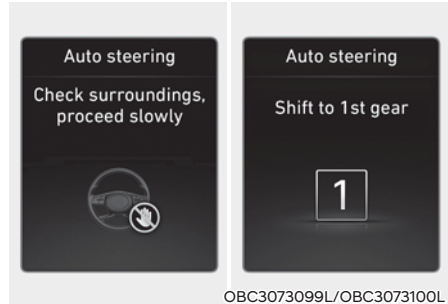 Auto steering
Check surroundings,
proceed slowly
Auto steering
Shift to 1st gear
1
OBC3073099L/OBC3073100L